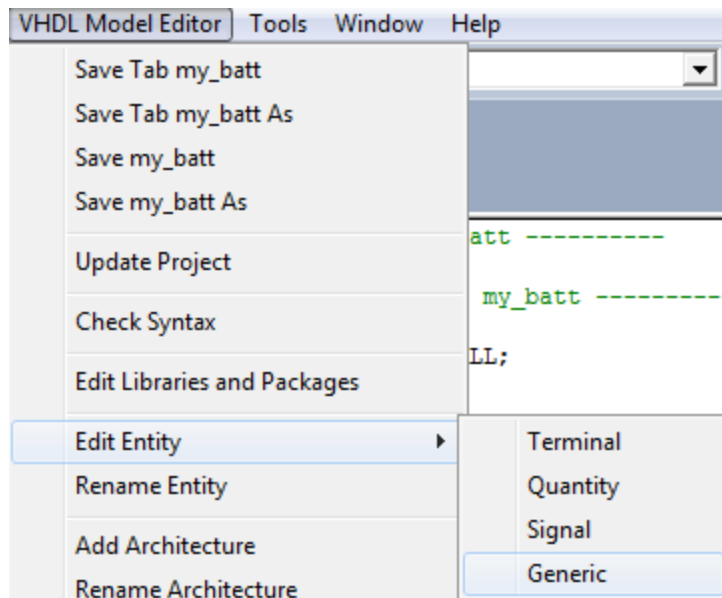 VHDL Model Editor Tools Window Help
Save Tab my_batt
Save Tab my_batt As
Save my_batt
Save my_batt As
att ----------
Update Project
my_batt ---------
Check Syntax
LL;
Edit Libraries and Packages
Edit Entity
Terminal
Rename Entity
Quantity
Signal
Add Architecture
Generic
Rename Architecture